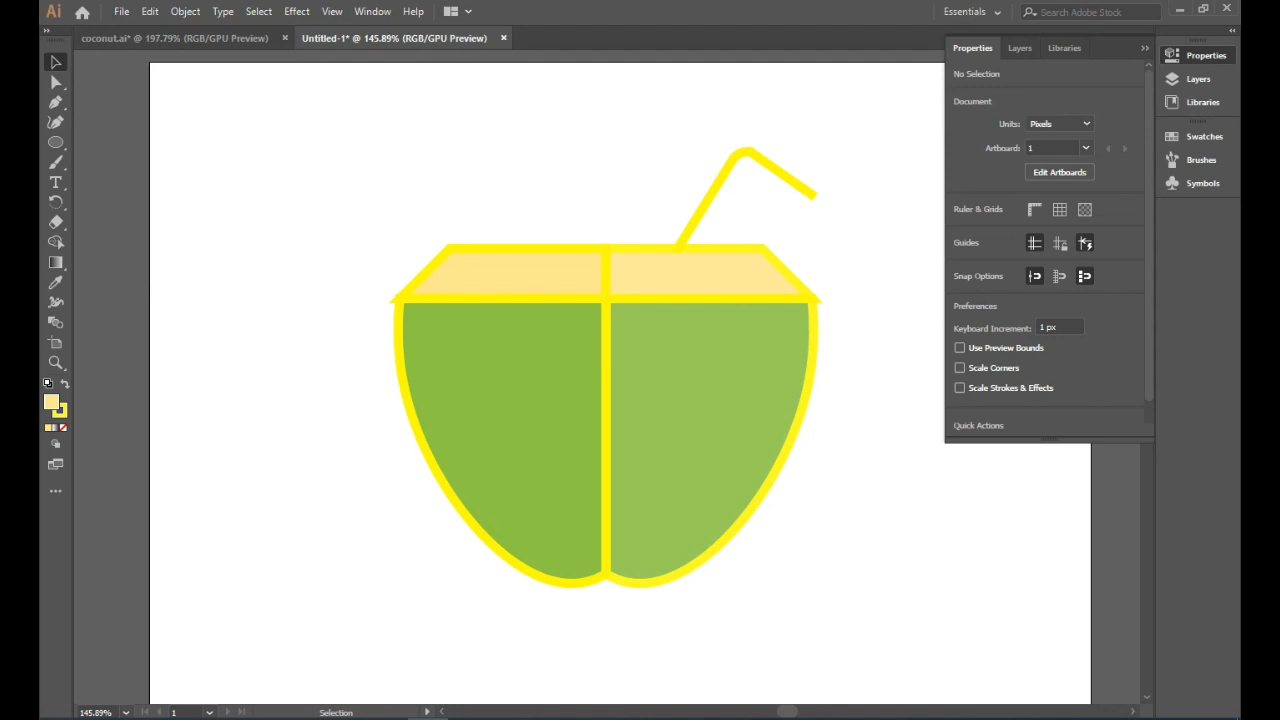 Ai File Edit Object Type Select Effect View Window Help Essentials Search Adobe Stock
coconut.ai* @ 197.79% (RGB/GPU Preview) × Untitled-1* @ 145.89% (RGB/GPU Preview) ×
Properties Layers Libraries
No Selection
Document
Units: Pixels
Artboard: 1
Edit Artboards
Ruler & Grids
Guides
Snap Options
Preferences
Keyboard Increment: 1 px
Use Preview Bounds
Scale Corners
Scale Strokes & Effects
Quick Actions
Properties
Layers
Libraries
Swatches
Brushes
Symbols
T
145.89% 1 Selection